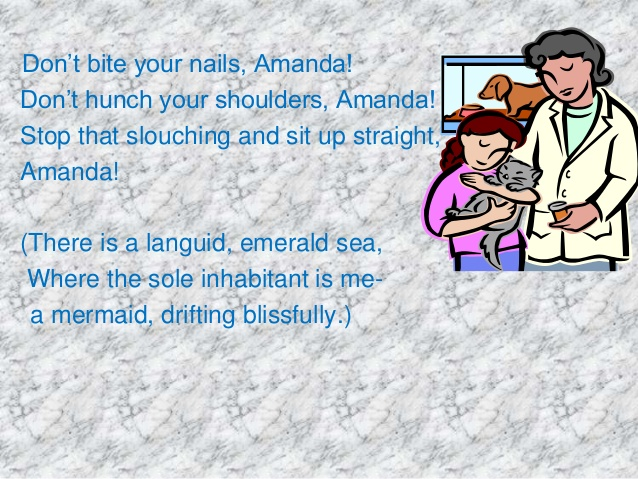 Don’t bite your nails, Amanda!
Don’t hunch your shoulders, Amanda!
Stop that slouching and sit up straight,
Amanda!
(There is a languid, emerald sea,
Where the sole inhabitant is me-
a mermaid, drifting blissfully.)